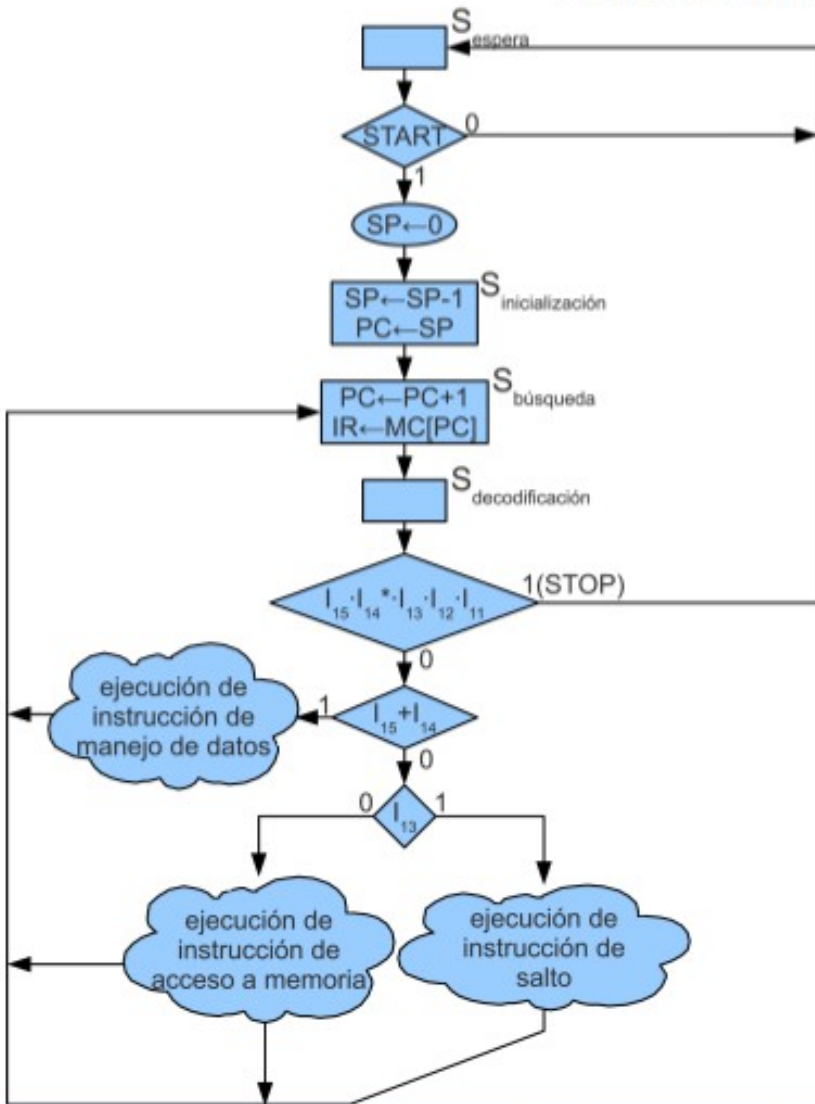 S espera
START
0
1
SP←0
SP←SP-1
PC←SP
S inicialización
PC←PC+1
IR←MC[PC]
S búsqueda
S decodificación
I15·I14*·I13·I12·I11
1(STOP)
0
ejecución de
instrucción de
manejo de datos
1
I15+I14
0
0
I13
1
ejecución de
instrucción de
acceso a memoria
ejecución de
instrucción de
salto